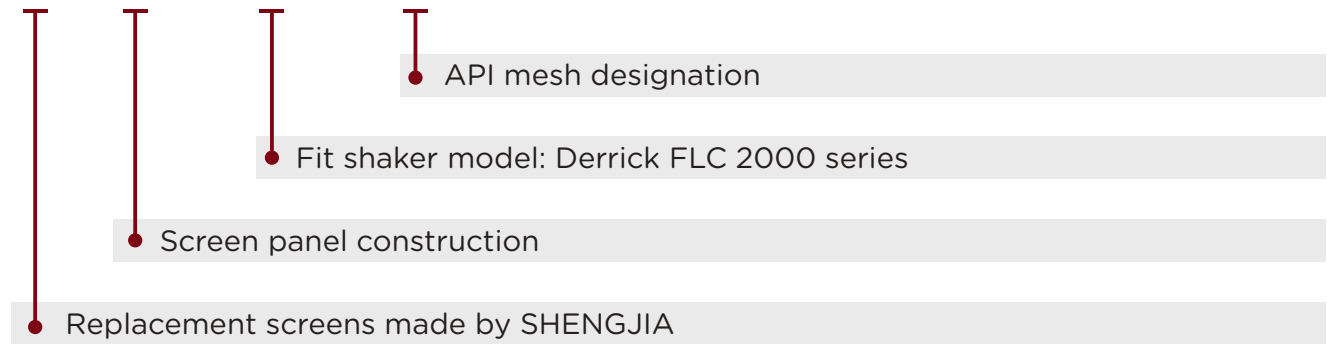 API mesh designation
Fit shaker model: Derrick FLC 2000 series
Screen panel construction
Replacement screens made by SHENGJIA